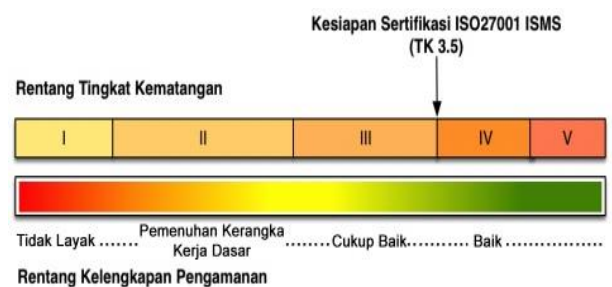 Kesiapan Sertifikasi ISO27001 ISMS
(TK 3.5)
Rentang Tingkat Kematangan
I II III IV V
Tidak Layak ....... Pemenuhan Kerangka Kerja Dasar ........ Cukup Baik........... Baik .................
Rentang Kelengkapan Pengamanan